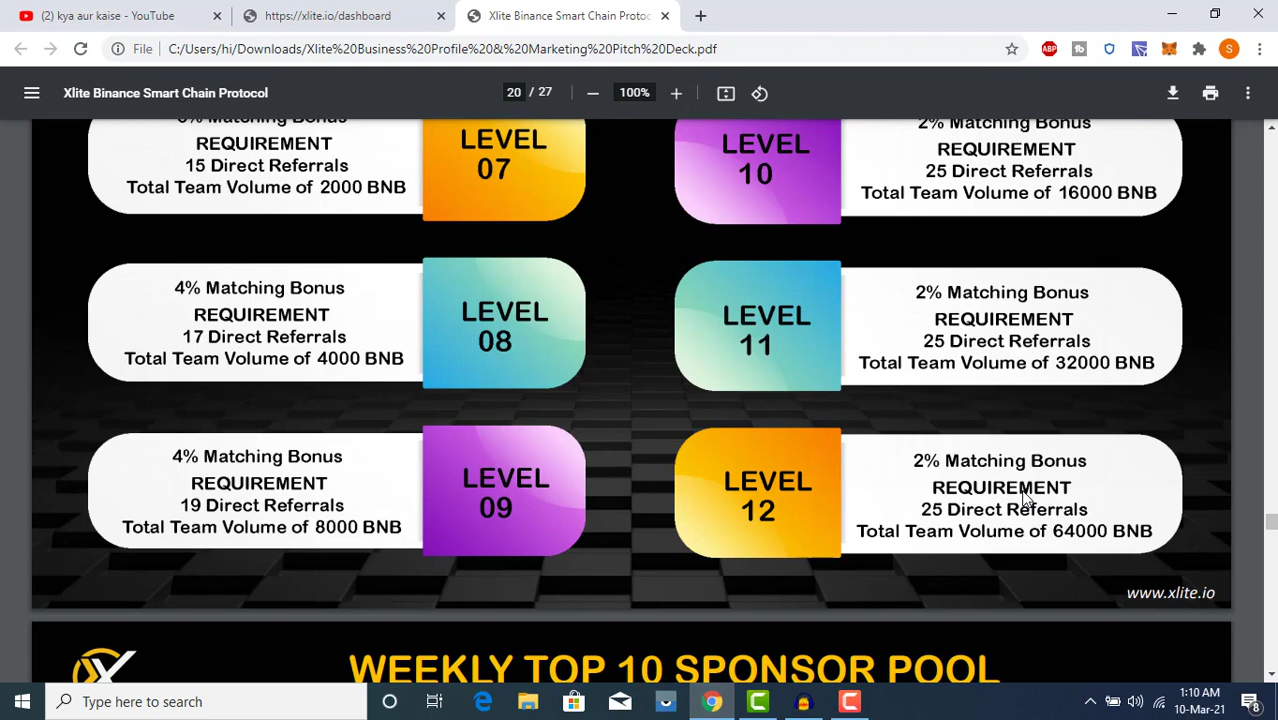 (2) kya aur kaise - YouTube
https://xlite.io/dashboard
Xlite Binance Smart Chain Protoc
File
C:/Users/hi/Downloads/Xlite%20Business%20Profile%20&%20Marketing%20Pitch%20Deck.pdf
ABP
S
Xlite Binance Smart Chain Protocol
20 / 27
100%
Matching Bonus
REQUIREMENT
15 Direct Referrals
Total Team Volume of 2000 BNB
LEVEL
07
LEVEL
10
2% Matching Bonus
REQUIREMENT
25 Direct Referrals
Total Team Volume of 16000 BNB
4% Matching Bonus
REQUIREMENT
17 Direct Referrals
Total Team Volume of 4000 BNB
LEVEL
08
LEVEL
11
2% Matching Bonus
REQUIREMENT
25 Direct Referrals
Total Team Volume of 32000 BNB
4% Matching Bonus
REQUIREMENT
19 Direct Referrals
Total Team Volume of 8000 BNB
LEVEL
09
LEVEL
12
2% Matching Bonus
REQUIREMENT
25 Direct Referrals
Total Team Volume of 64000 BNB
www.xlite.io
WEEKLY TOP 10 SPONSOR POOL
Type here to search
1:10 AM
10-Mar-21
8